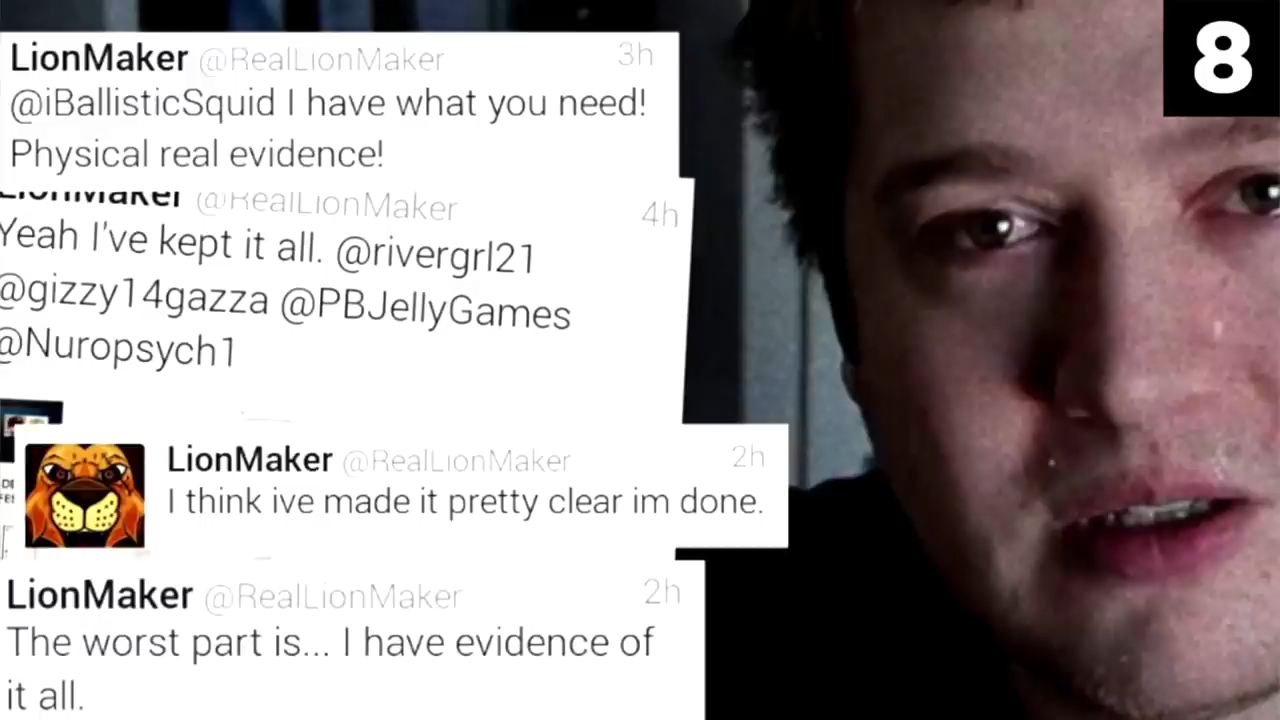 8
LionMaker @RealLionMaker 3h
@iBallisticSquid I have what you need!
Physical real evidence!
LionMaker @RealLionMaker 4h
Yeah I've kept it all. @rivergrl21
@gizzy14gazza @PBJellyGames
@Nuropsych1
LionMaker @RealLionMaker 2h
I think ive made it pretty clear im done.
LionMaker @RealLionMaker 2h
The worst part is... I have evidence of
it all.